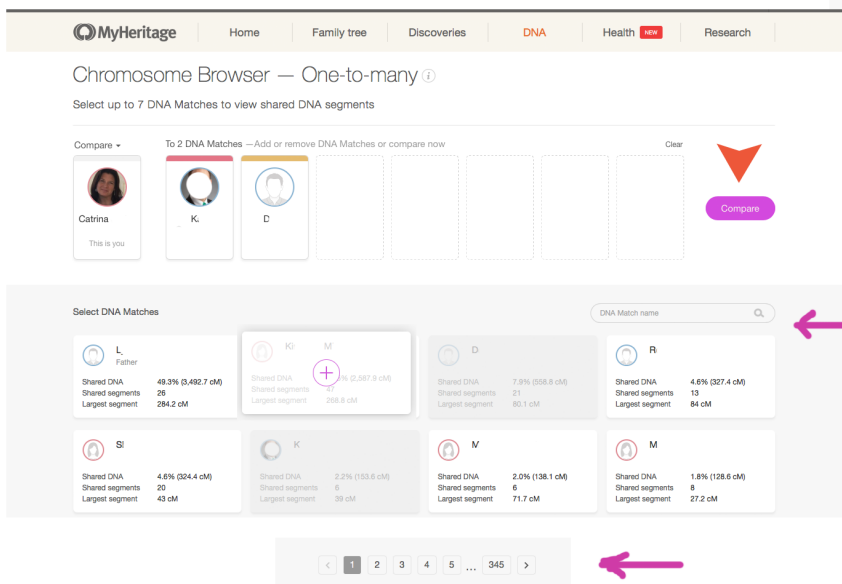 MyHeritage Home Family tree Discoveries DNA Health NEW Research
Chromosome Browser — One-to-many i
Select up to 7 DNA Matches to view shared DNA segments
Compare To 2 DNA Matches —Add or remove DNA Matches or compare now Clear
Catrina K. D
Compare
This is you
Select DNA Matches DNA Match name
L Ki M D R
Father
Shared DNA 49.3% (3,492.7 cM) Shared DNA % (2,587.9 cM) Shared DNA 7.9% (558.8 cM) Shared DNA 4.6% (327.4 cM)
Shared segments 26 Shared segments 47 Shared segments 21 Shared segments 13
Largest segment 284.2 cM Largest segment 258.8 cM Largest segment 80.1 cM Largest segment 84 cM
S K M M
Shared DNA 4.6% (324.4 cM) Shared DNA 2.2% (153.6 cM) Shared DNA 2.0% (138.1 cM) Shared DNA 1.8% (128.6 cM)
Shared segments 20 Shared segments 6 Shared segments 6 Shared segments 8
Largest segment 43 cM Largest segment 39 cM Largest segment 71.7 cM Largest segment 27.2 cM
< 1 2 3 4 5 ... 345 >